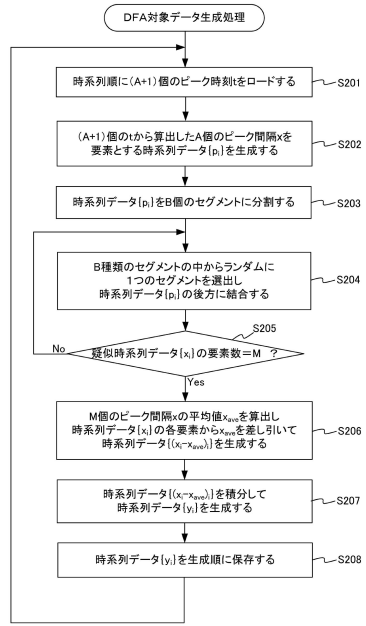 DFA対象データ生成処理
時系列順に(A+1)個のピーク時刻tをロードする
S201
(A+1)個のtから算出したA個のピーク間隔xを
要素とする時系列データ{pᵢ}を生成する
S202
時系列データ{pᵢ}をB個のセグメントに分割する
S203
B種類のセグメントの中からランダムに
1つのセグメントを選出し
時系列データ{pᵢ}の後方に結合する
S204
S205
疑似時系列データ{xᵢ}の要素数=M ?
No
Yes
M個のピーク間隔xの平均値xaveを算出し
時系列データ{xᵢ}の各要素からxaveを差し引いて
時系列データ{(xᵢ-xave)ᵢ}を生成する
S206
時系列データ{(xᵢ-xave)ᵢ}を積分して
時系列データ{yᵢ}を生成する
S207
時系列データ{yᵢ}を生成順に保存する
S208